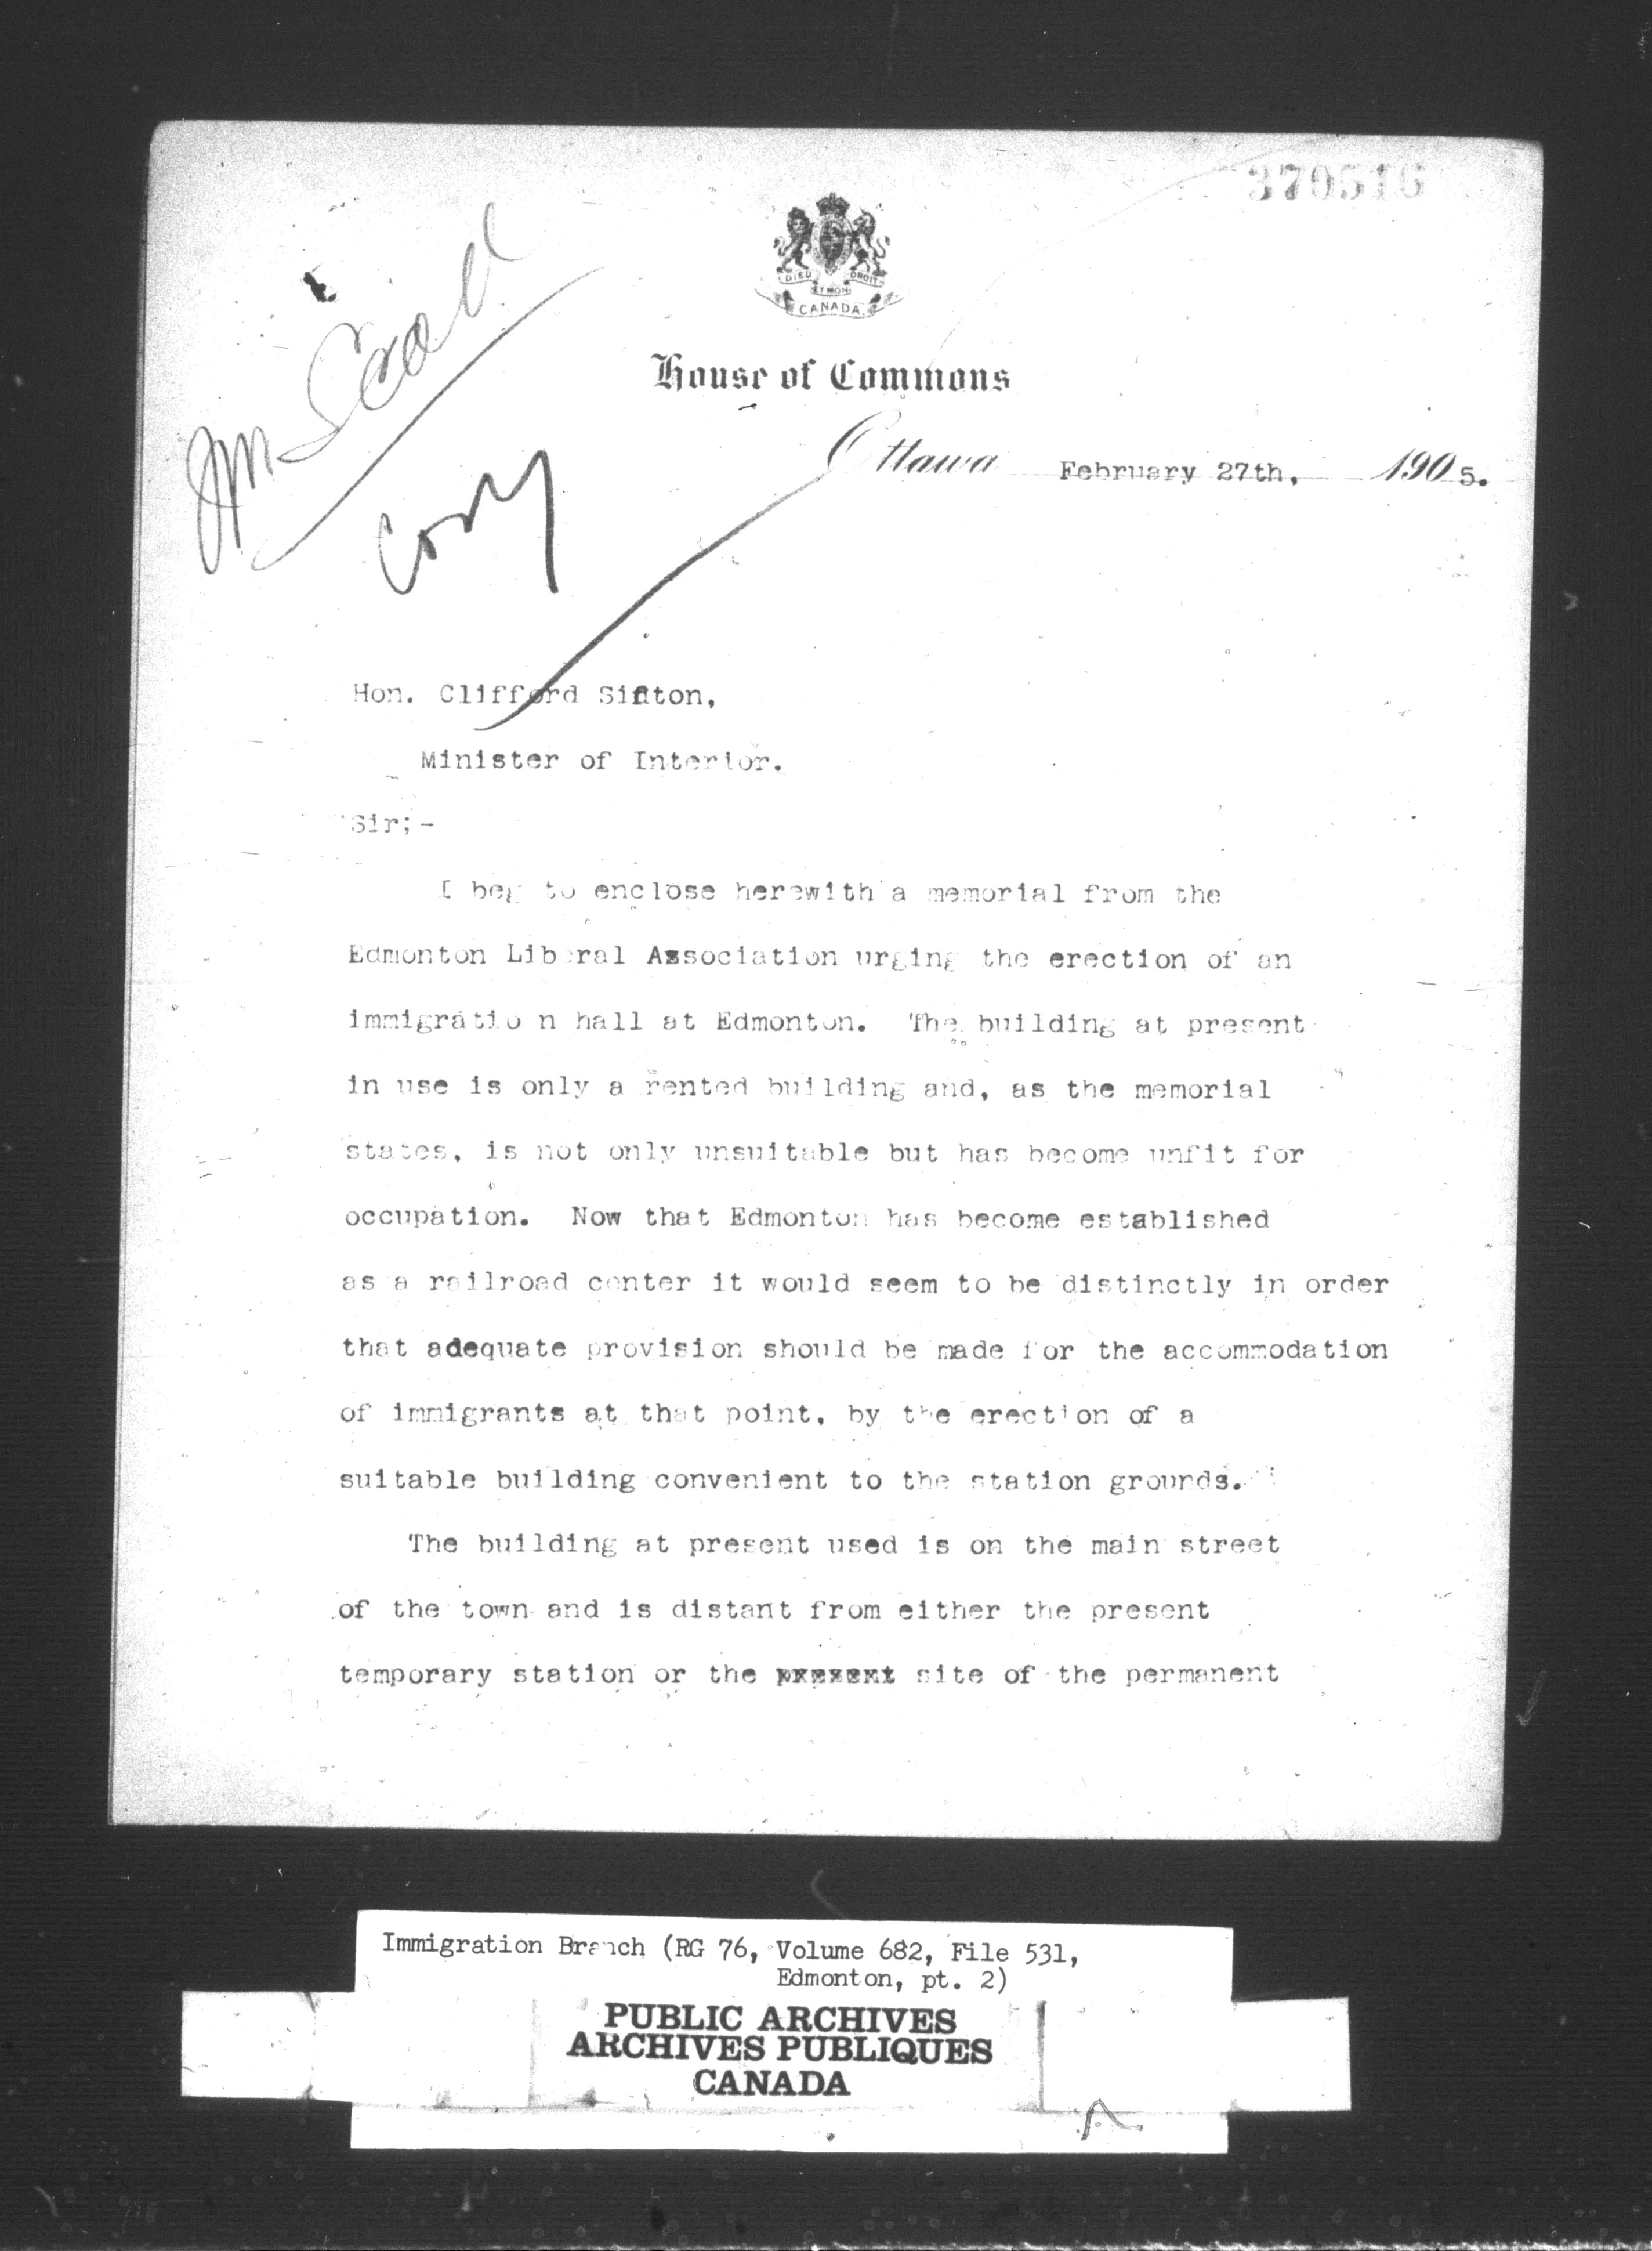 370516
DIEU ET MON DROIT
CANADA
House of Commons
Ottawa February 27th, 1905.
Mr Scott
Cory
Hon. Clifford Sifton,
Minister of Interior.
Sir;-
I beg to enclose herewith a memorial from the
Edmonton Liberal Association urging the erection of an
immigratio n hall at Edmonton. The building at present
in use is only a rented building and, as the memorial
states, is not only unsuitable but has become unfit for
occupation. Now that Edmonton has become established
as a railroad center it would seem to be distinctly in order
that adequate provision should be made for the accommodation
of immigrants at that point, by the erection of a
suitable building convenient to the station grounds.
The building at present used is on the main street
of the town and is distant from either the present
temporary station or the present site of the permanent
Immigration Branch (RG 76, Volume 682, File 531,
Edmonton, pt. 2)
PUBLIC ARCHIVES
ARCHIVES PUBLIQUES
CANADA